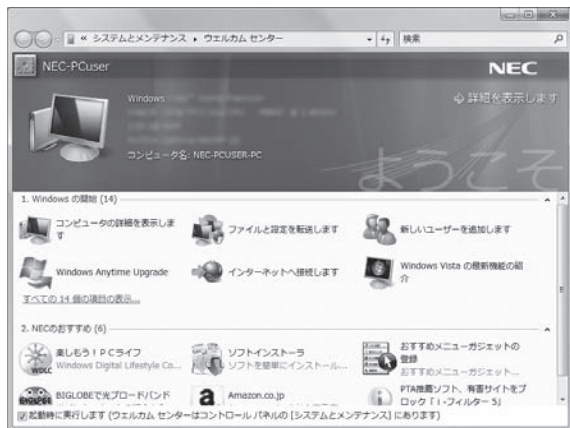 « システムとメンテナンス ▸ ウェルカム センター
検索
NEC-PCuser
NEC
Windows
詳細を表示します
コンピュータ名: NEC-PCUSER-PC
ようこそ
1. Windows の開始 (14)
コンピュータの詳細を表示しま
す
ファイルと設定を転送します
新しいユーザーを追加します
Windows Anytime Upgrade
インターネットへ接続します
Windows Vista の最新機能の紹
介
すべての 14 個の項目の表示...
2. NECのおすすめ (6)
楽しもう!PCライフ
Windows Digital Lifestyle Co...
ソフトインストーラ
ソフトを簡単にインストール...
おすすめメニューガジェットの
登録
おすすめメニューガジェット...
BIGLOBEで光ブロードバンド
Amazon.co.jp
PTA推薦ソフト、有害サイトをブ
ロック「i-フィルター 5」
起動時に実行します (ウェルカム センターはコントロール パネルの [システムとメンテナンス] にあります)